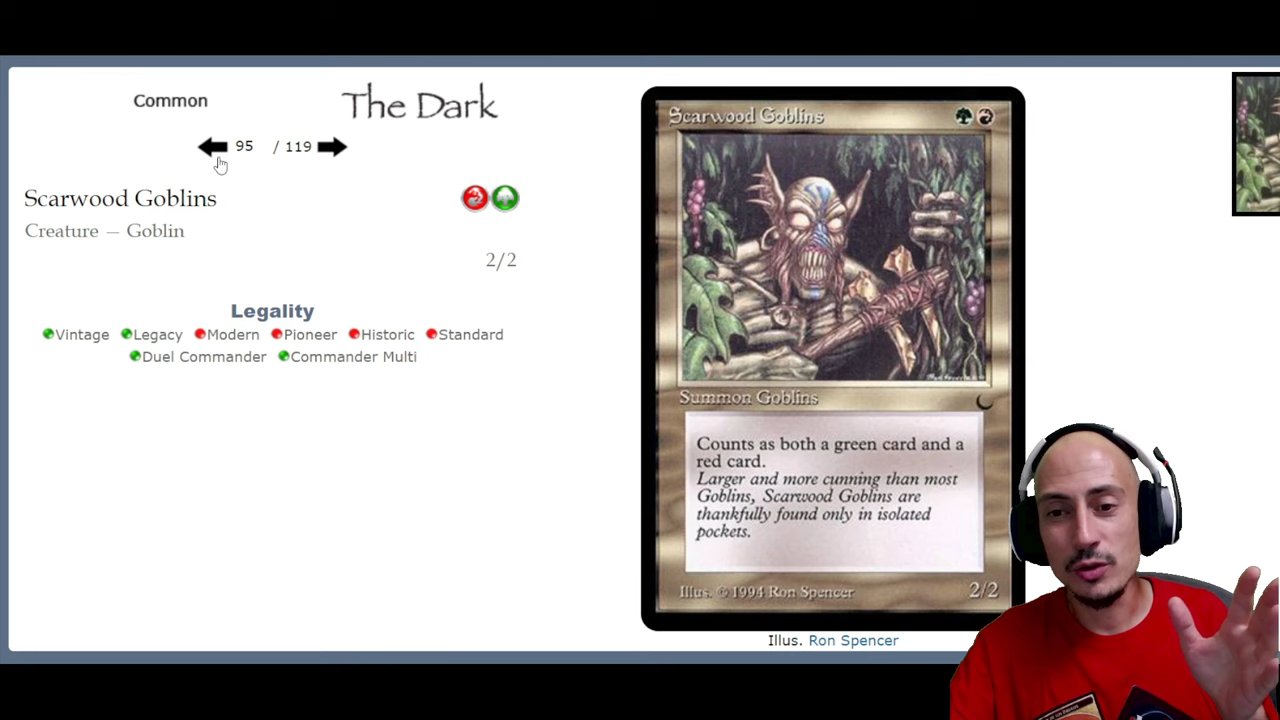 Common
The Dark
95 / 119
Scarwood Goblins
Creature — Goblin
2/2
Legality
Vintage Legacy Modern Pioneer Historic Standard
Duel Commander Commander Multi
Scarwood Goblins
Summon Goblins
Counts as both a green card and a
red card.
Larger and more cunning than most
Goblins, Scarwood Goblins are
thankfully found only in isolated
pockets.
Illus. © 1994 Ron Spencer 2/2
Illus. Ron Spencer